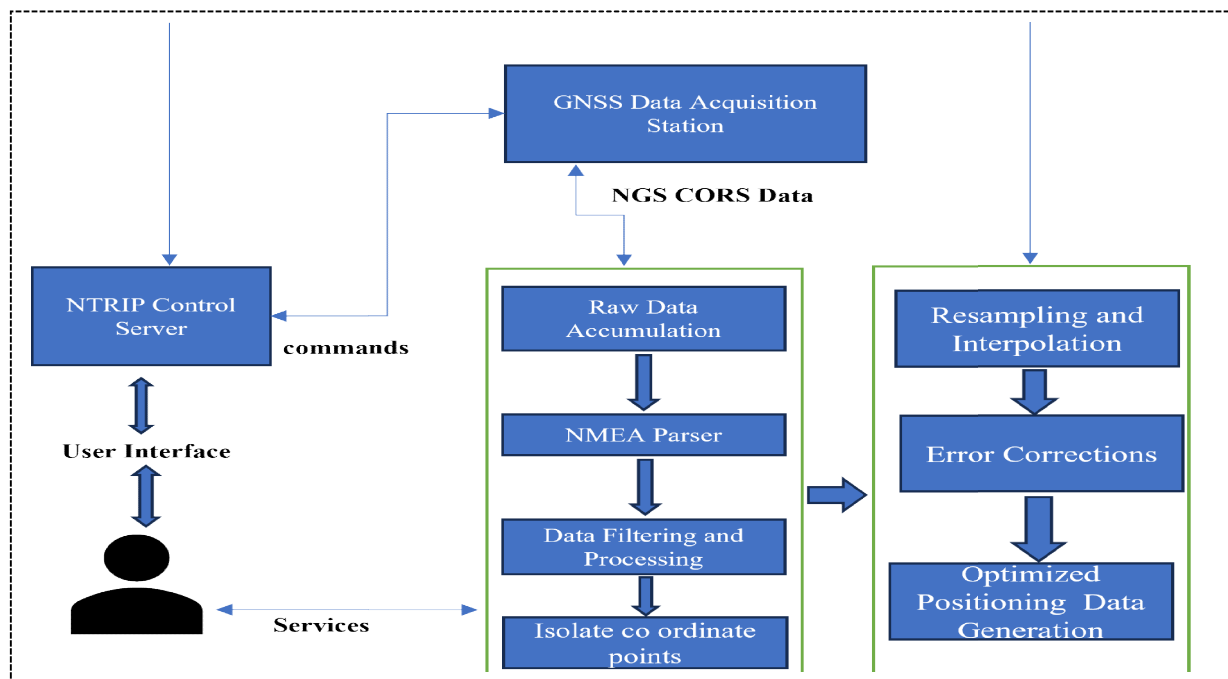 GNSS Data Acquisition
Station
NGS CORS Data
NTRIP Control
Server
commands
User Interface
Services
Raw Data
Accumulation
NMEA Parser
Data Filtering and
Processing
Isolate co ordinate
points
Resampling and
Interpolation
Error Corrections
Optimized
Positioning Data
Generation